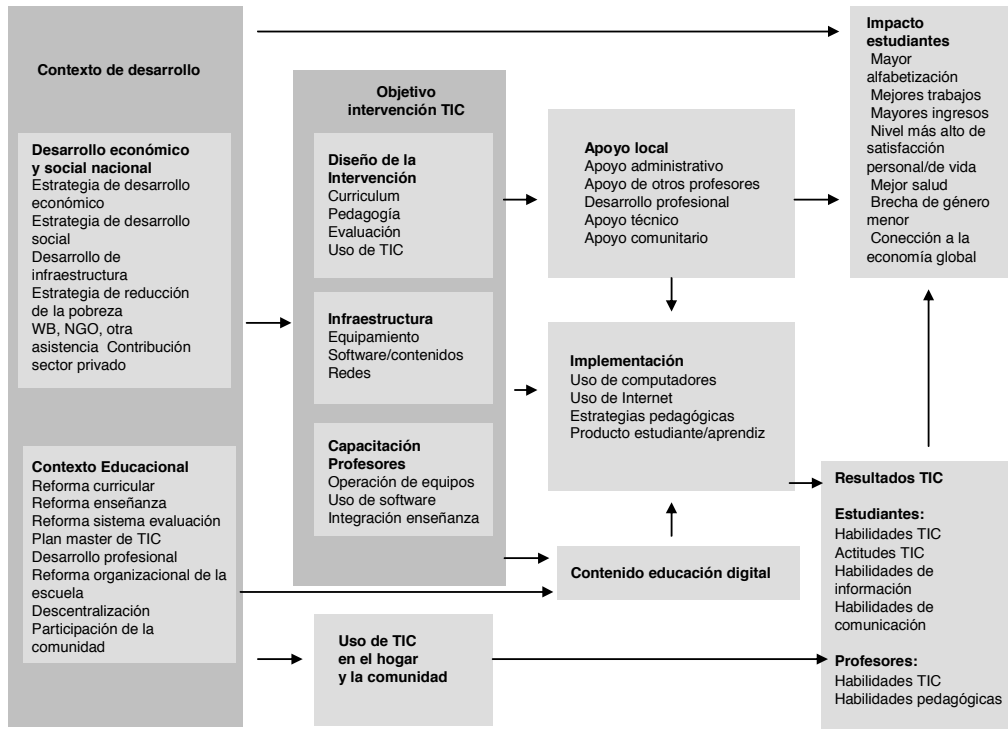 Contexto de desarrollo
Desarrollo económico
y social nacional
Estrategia de desarrollo
económico
Estrategia de desarrollo
social
Desarrollo de
infraestructura
Estrategia de reducción
de la pobreza
WB, NGO, otra
asistencia Contribución
sector privado
Contexto Educacional
Reforma curricular
Reforma enseñanza
Reforma sistema evaluación
Plan master de TIC
Desarrollo profesional
Reforma organizacional de la
escuela
Descentralización
Participación de la
comunidad
Objetivo
intervención TIC
Diseño de la
Intervención
Curriculum
Pedagogía
Evaluación
Uso de TIC
Infraestructura
Equipamiento
Software/contenidos
Redes
Capacitación
Profesores
Operación de equipos
Uso de software
Integración enseñanza
Uso de TIC
en el hogar
y la comunidad
Apoyo local
Apoyo administrativo
Apoyo de otros profesores
Desarrollo profesional
Apoyo técnico
Apoyo comunitario
Implementación
Uso de computadores
Uso de Internet
Estrategias pedagógicas
Producto estudiante/aprendiz
Contenido educación digital
Impacto
estudiantes
Mayor
alfabetización
Mejores trabajos
Mayores ingresos
Nivel más alto de
satisfacción
personal/de vida
Mejor salud
Brecha de género
menor
Conección a la
economía global
Resultados TIC
Estudiantes:
Habilidades TIC
Actitudes TIC
Habilidades de
información
Habilidades de
comunicación
Profesores:
Habilidades TIC
Habilidades pedagógicas